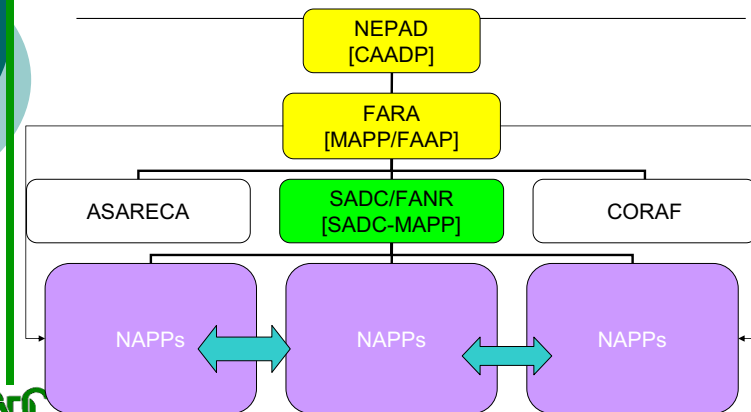 NEPAD
[CAADP]
FARA
[MAPP/FAAP]
ASARECA
SADC/FANR
[SADC-MAPP]
CORAF
NAPPs
NAPPs
NAPPs